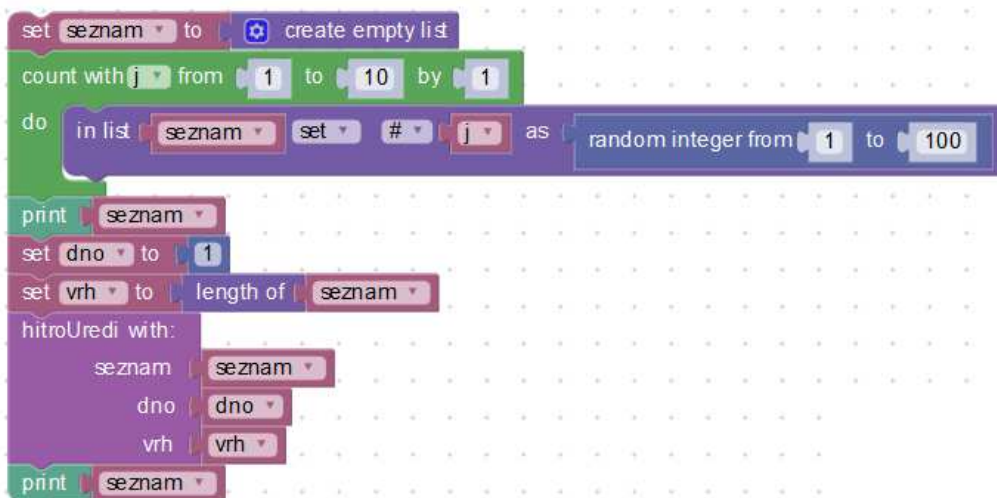 set seznam to create empty list
count with j from 1 to 10 by 1
do in list seznam set # j as random integer from 1 to 100
print seznam
set dno to 1
set vrh to length of seznam
hitroUredi with:
seznam seznam
dno dno
vrh vrh
print seznam